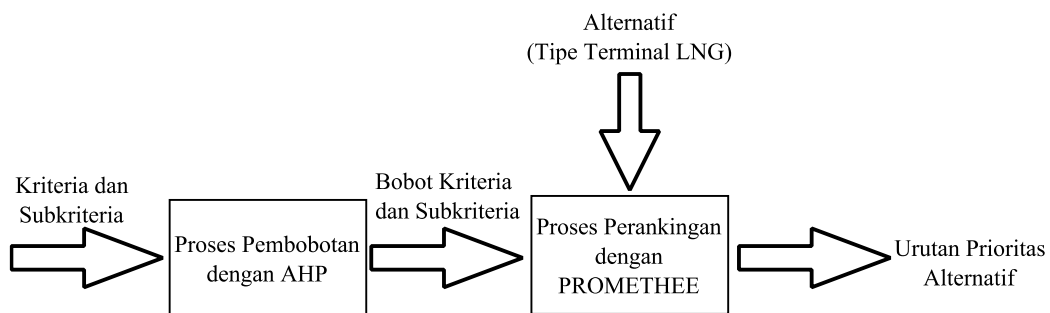 Alternatif
(Tipe Terminal LNG)
Kriteria dan
Subkriteria
Proses Pembobotan
dengan AHP
Bobot Kriteria
dan Subkriteria
Proses Perankingan
dengan
PROMETHEE
Urutan Prioritas
Alternatif